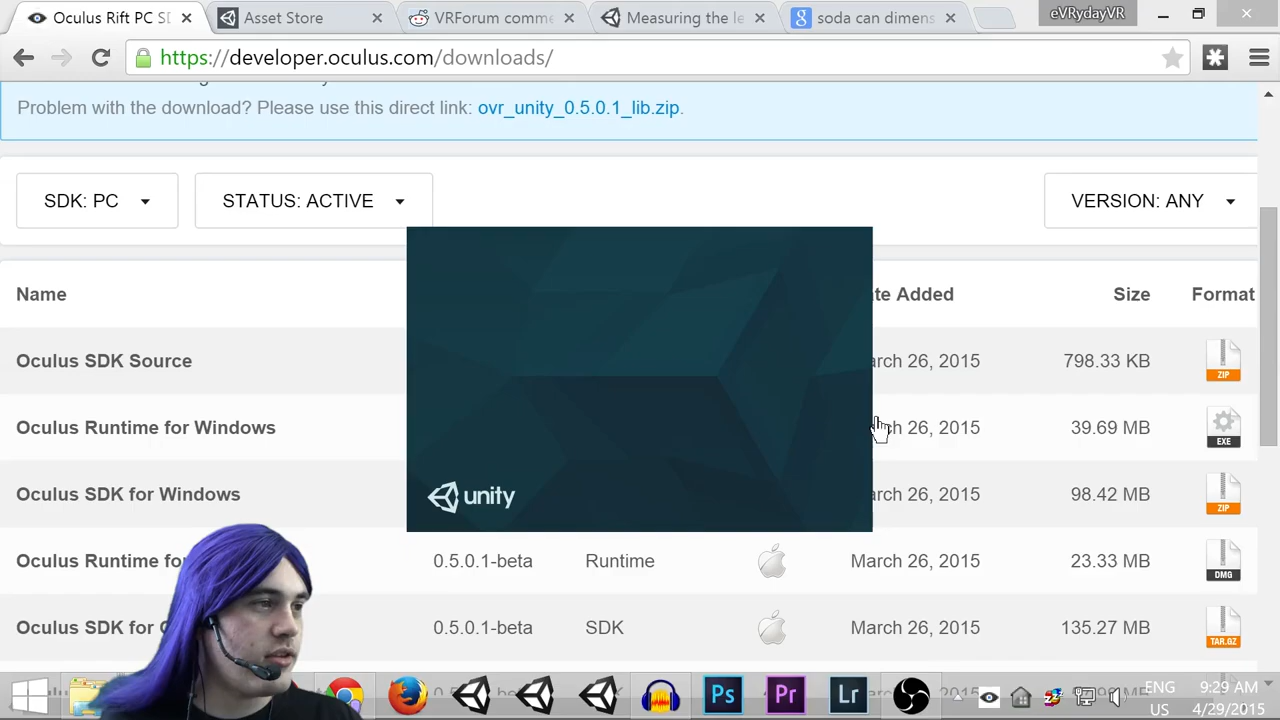 Oculus Rift PC SD
Asset Store
VRForum comme
Measuring the le
soda can dimens
eVRydayVR
https://developer.oculus.com/downloads/
Problem with the download? Please use this direct link: ovr_unity_0.5.0.1_lib.zip.
SDK: PC
STATUS: ACTIVE
VERSION: ANY
Name
ate Added
Size
Format
Oculus SDK Source
arch 26, 2015
798.33 KB
ZIP
Oculus Runtime for Windows
ch 26, 2015
39.69 MB
EXE
Oculus SDK for Windows
arch 26, 2015
98.42 MB
ZIP
unity
Oculus Runtime fo
0.5.0.1-beta
Runtime
March 26, 2015
23.33 MB
DMG
Oculus SDK for
0.5.0.1-beta
SDK
March 26, 2015
135.27 MB
TAR.GZ
Ps
Pr
Lr
ENG
US
9:29 AM
4/29/2015